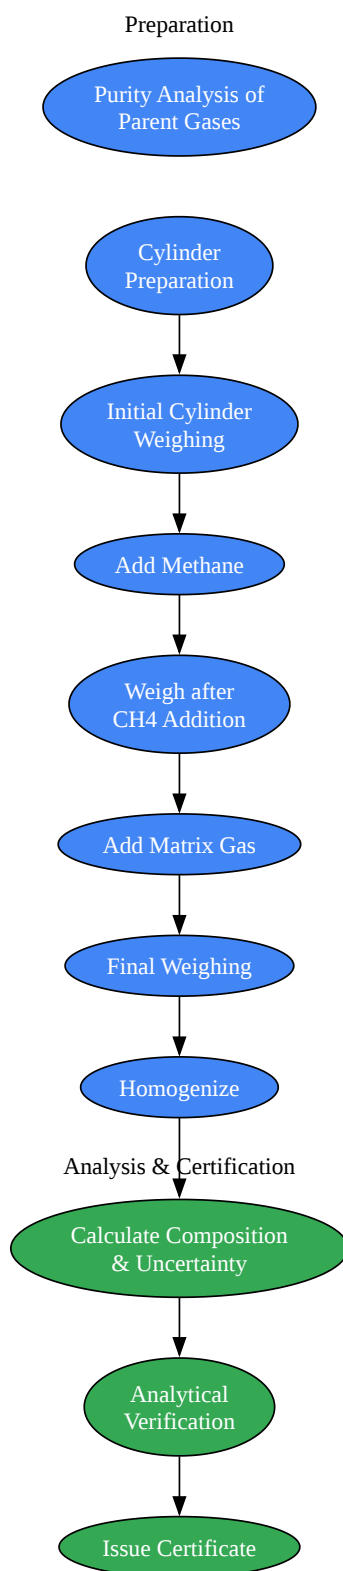 Preparation
Purity Analysis of
Parent Gases
Cylinder
Preparation
Initial Cylinder
Weighing
Add Methane
Weigh after
CH4 Addition
Add Matrix Gas
Final Weighing
Homogenize
Analysis & Certification
Calculate Composition
& Uncertainty
Analytical
Verification
Issue Certificate